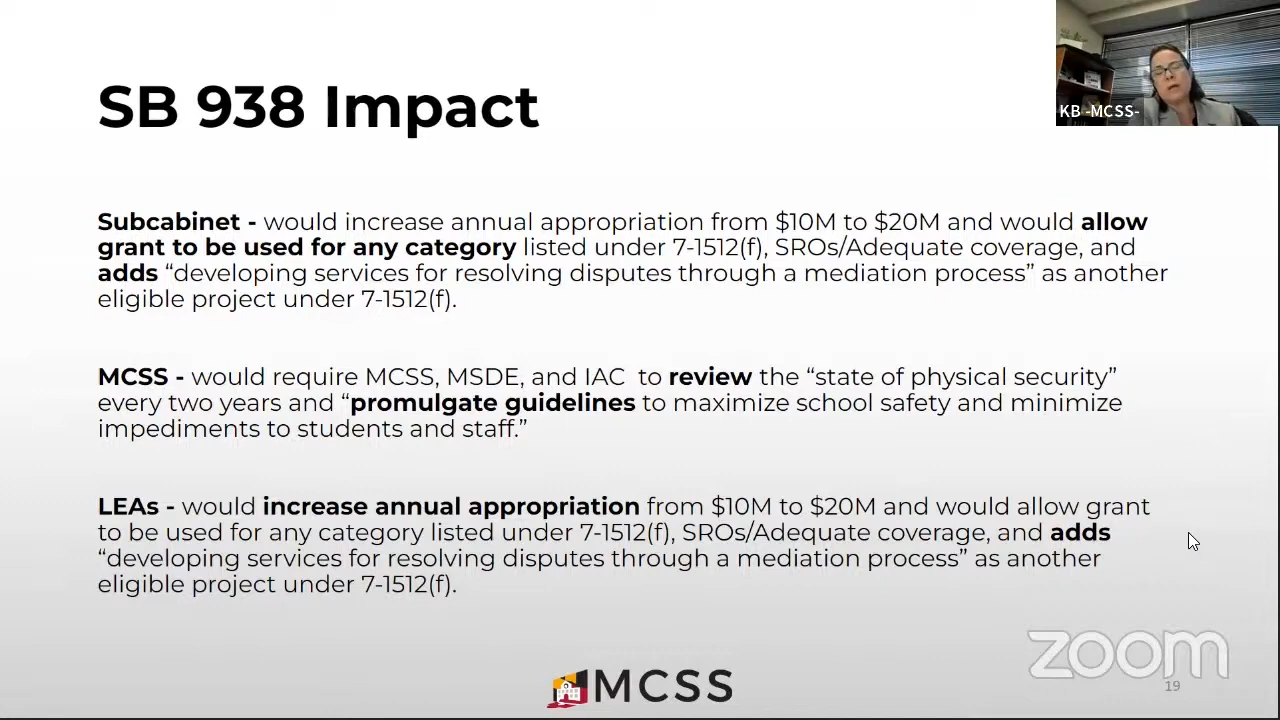 SB 938 Impact
KB -MCSS-
Subcabinet - would increase annual appropriation from $10M to $20M and would allow
grant to be used for any category listed under 7-1512(f), SROs/Adequate coverage, and
adds “developing services for resolving disputes through a mediation process” as another
eligible project under 7-1512(f).
MCSS - would require MCSS, MSDE, and IAC to review the “state of physical security”
every two years and “promulgate guidelines to maximize school safety and minimize
impediments to students and staff.”
LEAs - would increase annual appropriation from $10M to $20M and would allow grant
to be used for any category listed under 7-1512(f), SROs/Adequate coverage, and adds
“developing services for resolving disputes through a mediation process” as another
eligible project under 7-1512(f).
zoom
MCSS
19